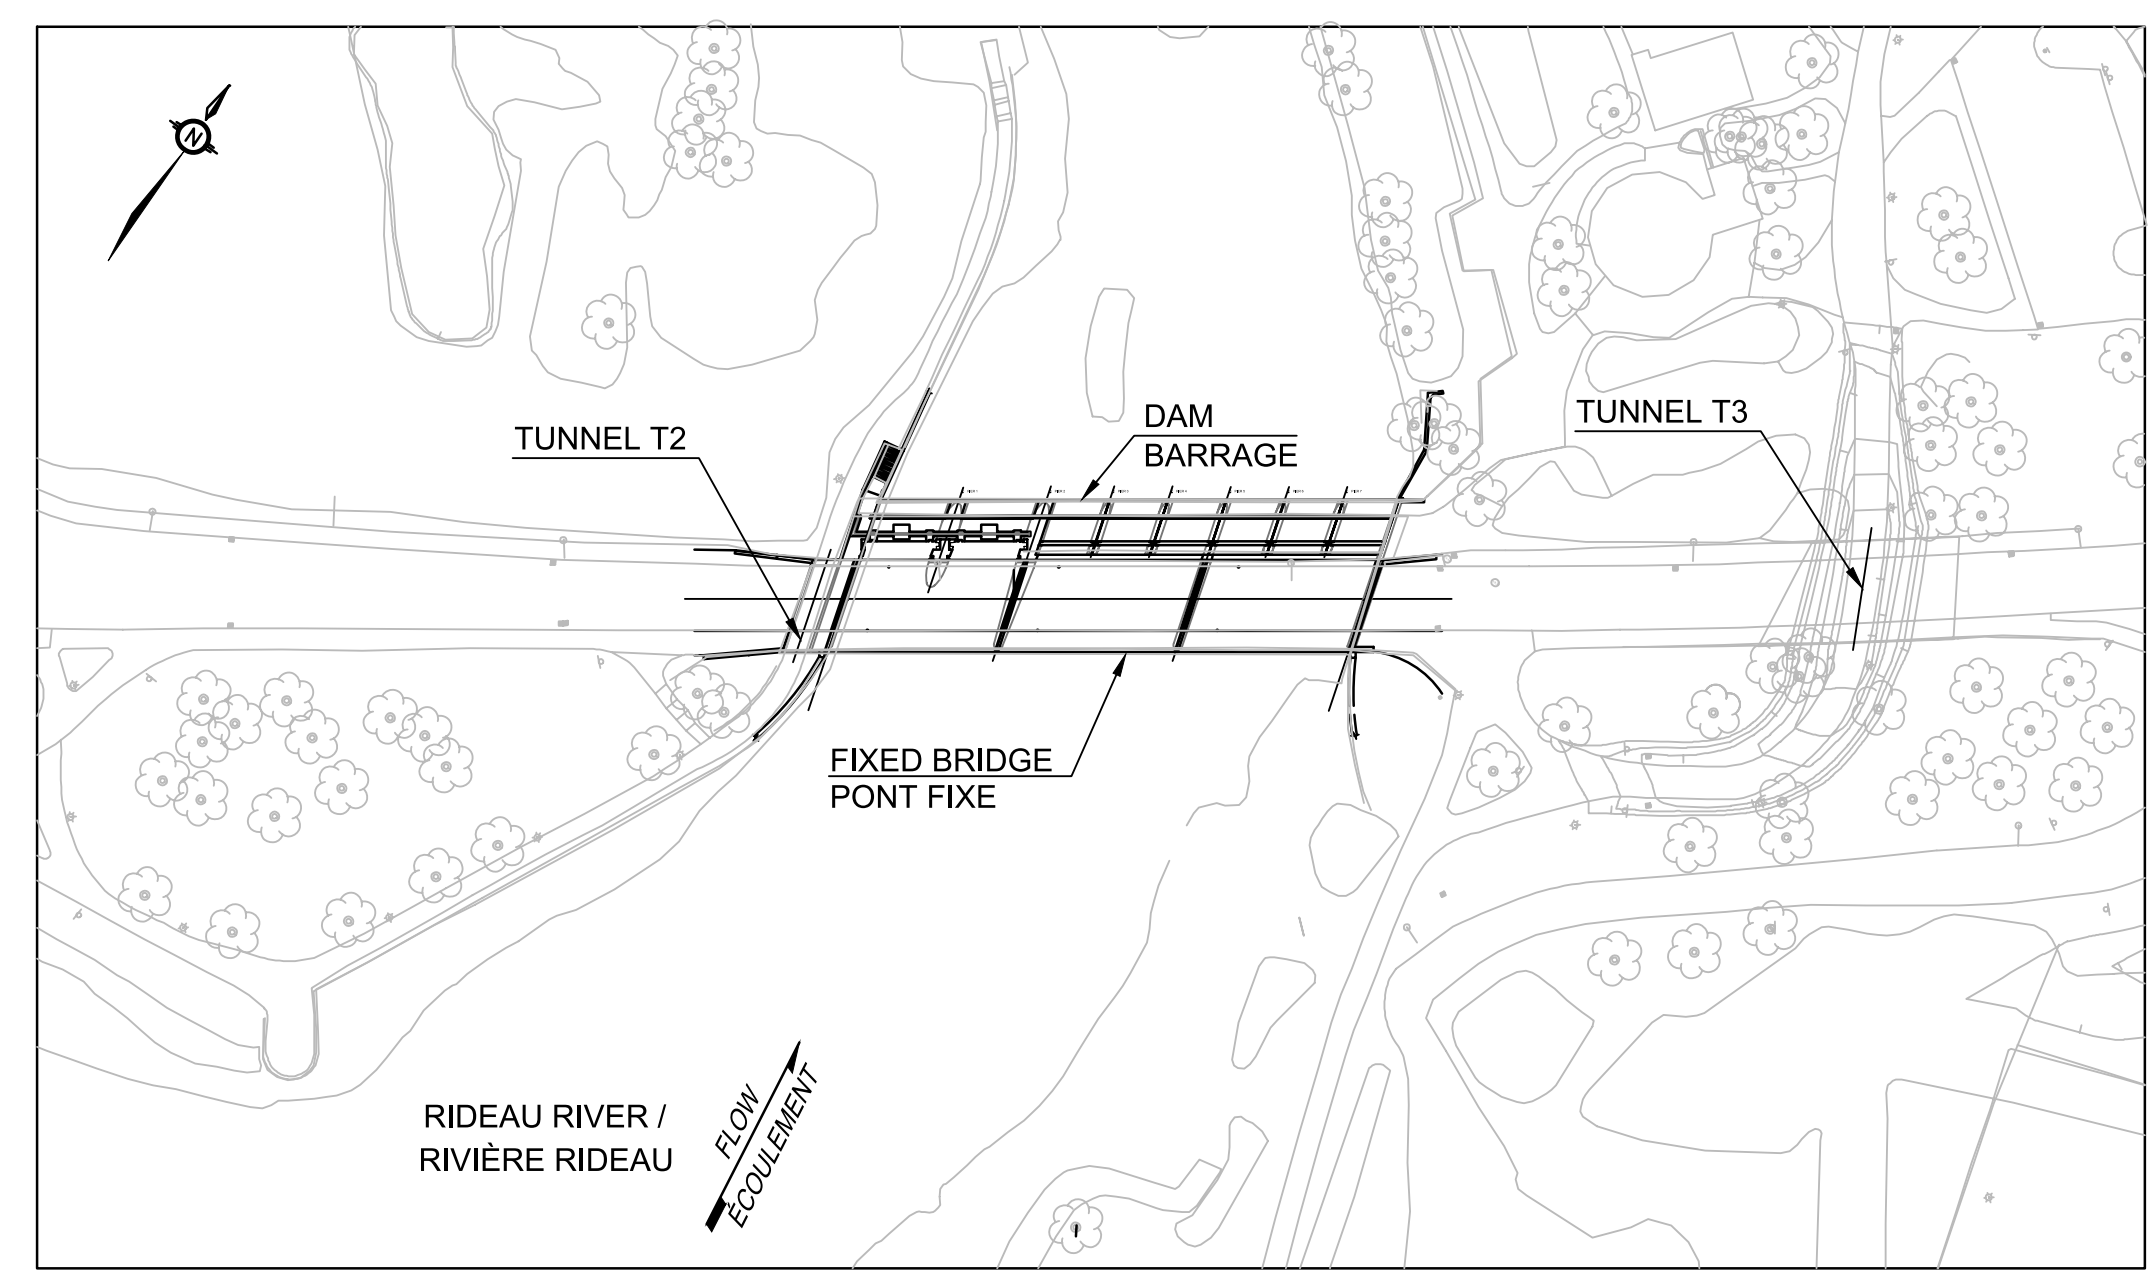 N
TUNNEL T2
DAM
BARRAGE
TUNNEL T3
FIXED BRIDGE
PONT FIXE
RIDEAU RIVER /
RIVIÈRE RIDEAU
FLOW
ÉCOULEMENT